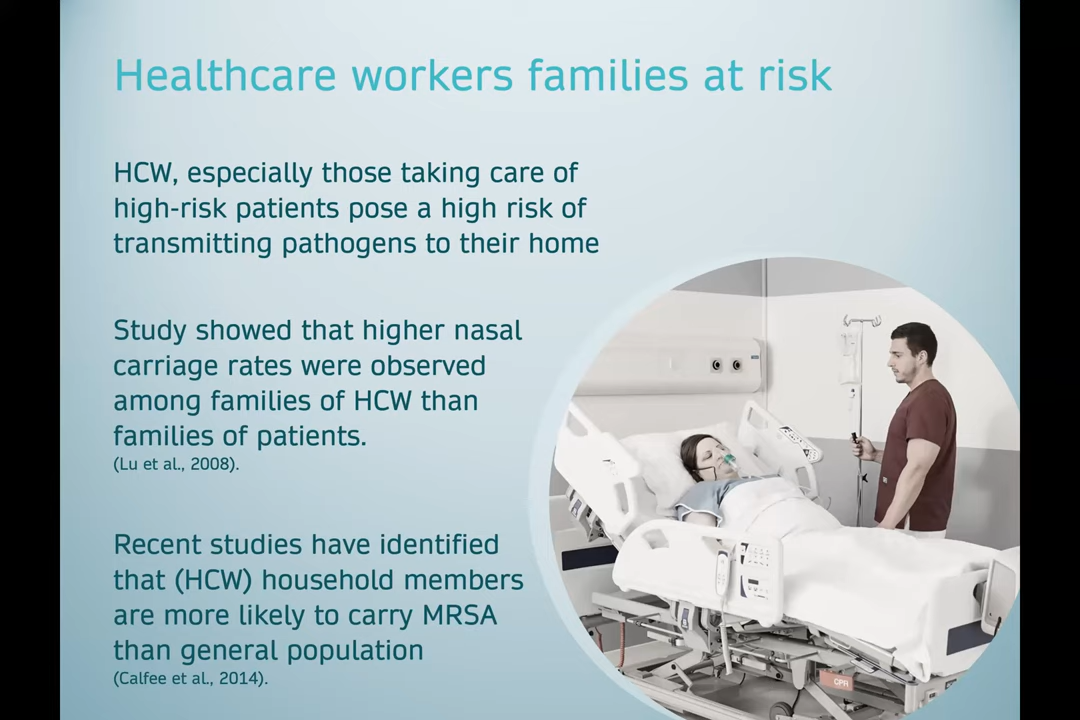 Healthcare workers families at risk
HCW, especially those taking care of
high-risk patients pose a high risk of
transmitting pathogens to their home
Study showed that higher nasal
carriage rates were observed
among families of HCW than
families of patients.
(Lu et al., 2008).
Recent studies have identified
that (HCW) household members
are more likely to carry MRSA
than general population
(Calfee et al., 2014).
CPR